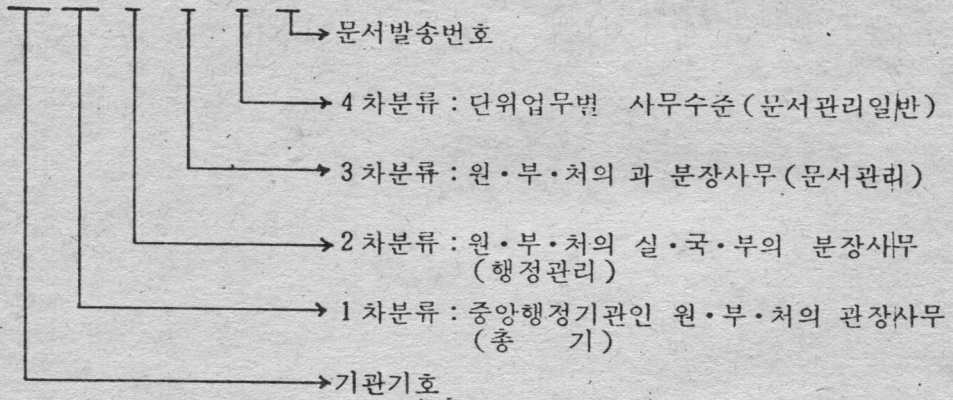 문서발송번호
4차분류 : 단위업무별 사무수준(문서관리일반)
3차분류 : 원·부·처의 과 분장사무(문서관리)
2차분류 : 원·부·처의 실·국·부의 분장사무
(행정관리)
1차분류 : 중앙행정기관인 원·부·처의 관장사무
(총 기)
기관기호